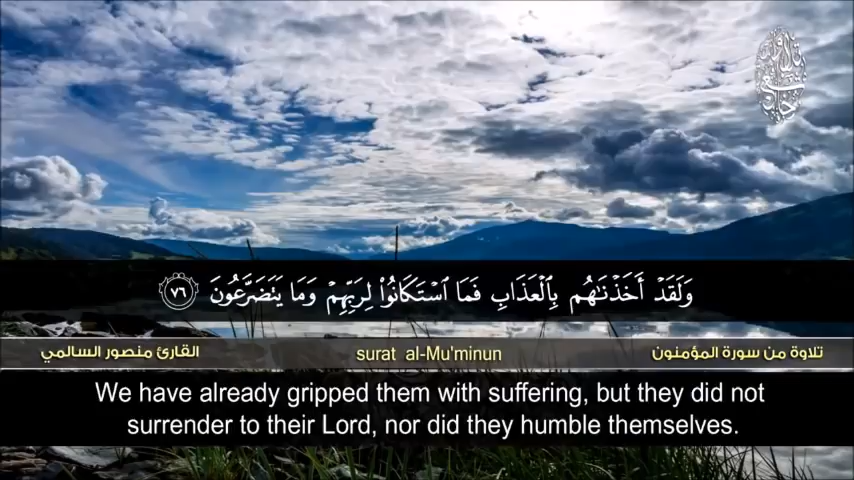 وَلَقَدْ أَخَذْنَٰهُم بِٱلْعَذَابِ فَمَا ٱسْتَكَانُوا۟ لِرَبِّهِمْ وَمَا يَتَضَرَّعُونَ ٧٦
تلاوة من سورة المؤمنون
surat al-Mu'minun
القارئ منصور السالمي
We have already gripped them with suffering, but they did not
surrender to their Lord, nor did they humble themselves.